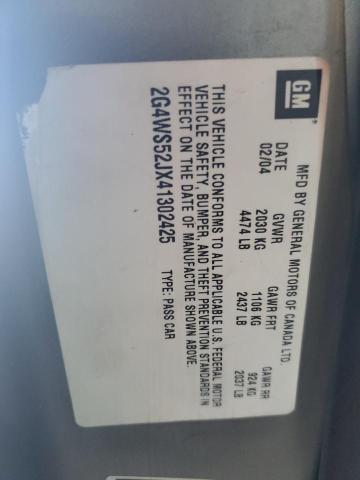 GM
MFD BY GENERAL MOTORS OF CANADA LTD.
DATE GVWR GAWR FRT GAWR RR
02/04 2030 KG 1106 KG 924 KG
4474 LB 2437 LB 2037 LB
THIS VEHICLE CONFORMS TO ALL APPLICABLE U.S. FEDERAL MOTOR
VEHICLE SAFETY, BUMPER, AND THEFT PREVENTION STANDARDS IN
EFFECT ON THE DATE OF MANUFACTURE SHOWN ABOVE.
2G4WS52JX41302425 TYPE: PASS CAR